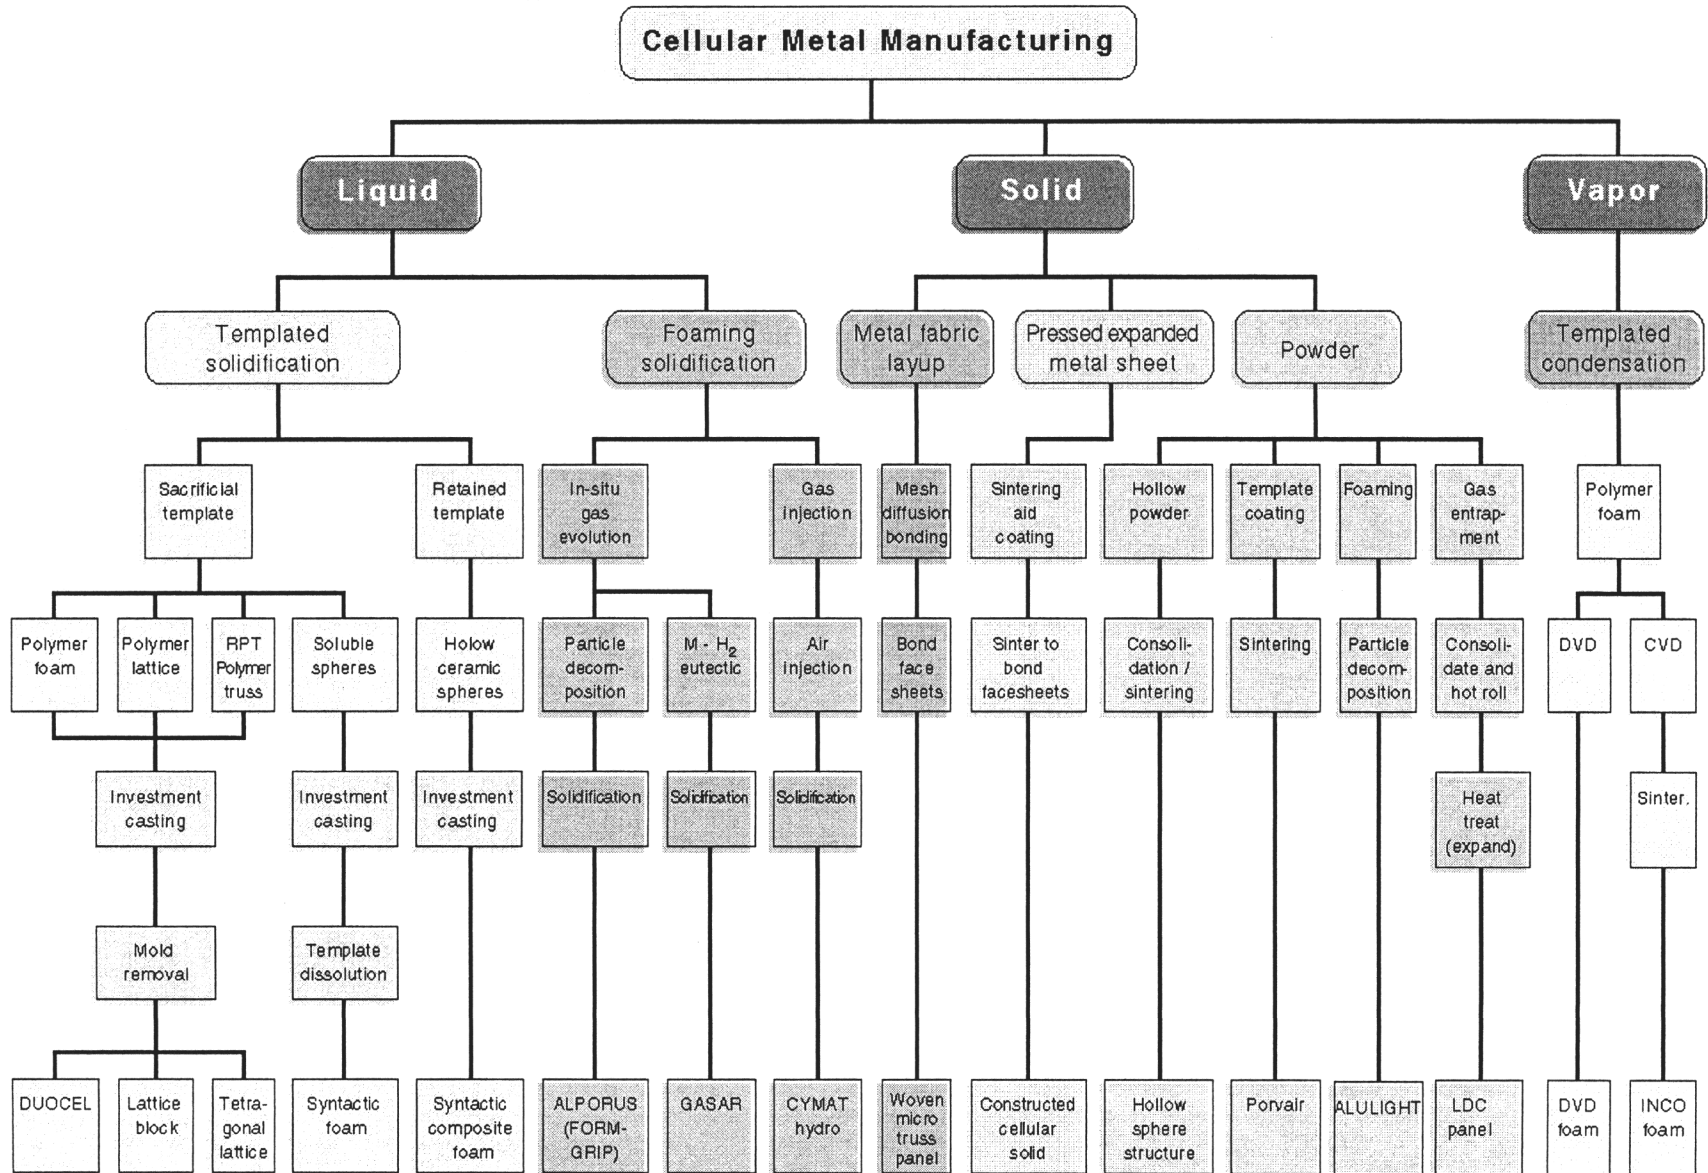 Cellular Metal Manufacturing
Liquid
Solid
Vapor
Templated
solidification
Foaming
solidification
Metal fabric
layup
Pressed expanded
metal sheet
Powder
Templated
condensation
Sacrificial
template
Retained
template
In-situ
gas
evolution
Gas
injection
Mesh
diffusion
bonding
Sintering
aid
coating
Hollow
powder
Template
coating
Foaming
Gas
entrap-
ment
Polymer
foam
Polymer
foam
Polymer
lattice
RPT
Polymer
truss
Soluble
spheres
Holow
ceramic
spheres
Particle
decom-
position
M - H2
eutectic
Air
injection
Bond
face
sheets
Sinter to
bond
facesheets
Consoli-
dation /
sintering
Sintering
Particle
decom-
position
Consoli-
date and
hot roll
DVD
CVD
Investment
casting
Investment
casting
Investment
casting
Solidification
Solidification
Solidification
Heat
treat
(expand)
Sinter.
Mold
removal
Template
dissolution
DUOCEL
Lattice
block
Tetra-
gonal
lattice
Syntactic
foam
Syntactic
composite
foam
ALPORUS
(FORM-
GRIP)
GASAR
CYMAT
hydro
Woven
micro
truss
panel
Constructed
cellular
solid
Hollow
sphere
structure
Porvair
ALULIGHT
LDC
panel
DVD
foam
INCO
foam